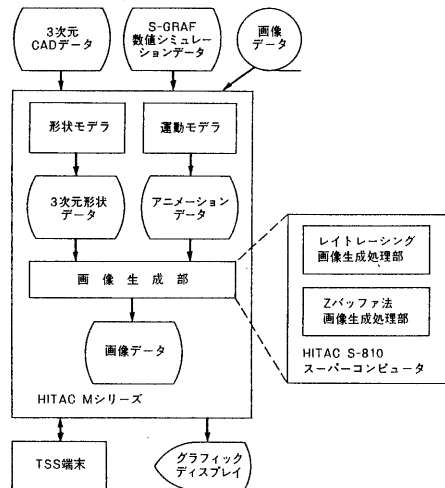 3次元
CADデータ
S-GRAF
数値シミュレー
ションデータ
画像
データ
形状モデラ
運動モデラ
3次元形状
データ
アニメーション
データ
画像生成部
画像データ
HITAC Mシリーズ
レイトレーシング
画像生成処理部
Zバッファ法
画像生成処理部
HITAC S-810
スーパーコンピュータ
TSS端末
グラフィック
ディスプレイ